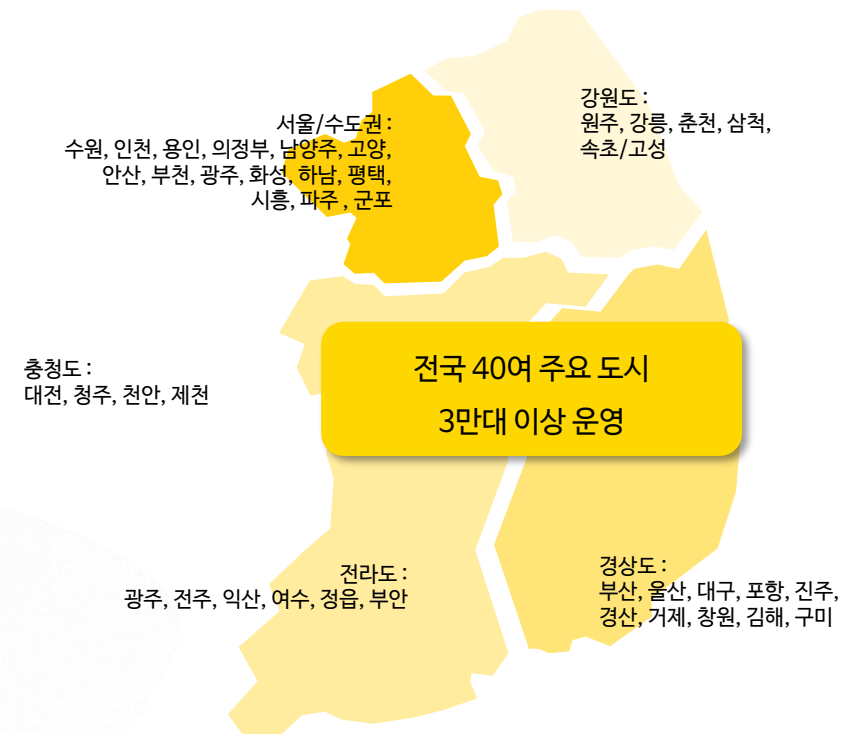 서울/수도권 :
수원, 인천, 용인, 의정부, 남양주, 고양,
안산, 부천, 광주, 화성, 하남, 평택,
시흥, 파주 , 군포
강원도 :
원주, 강릉, 춘천, 삼척,
속초/고성
충청도 :
대전, 청주, 천안, 제천
전국 40여 주요 도시
3만대 이상 운영
전라도 :
광주, 전주, 익산, 여수, 정읍, 부안
경상도 :
부산, 울산, 대구, 포항, 진주,
경산, 거제, 창원, 김해, 구미